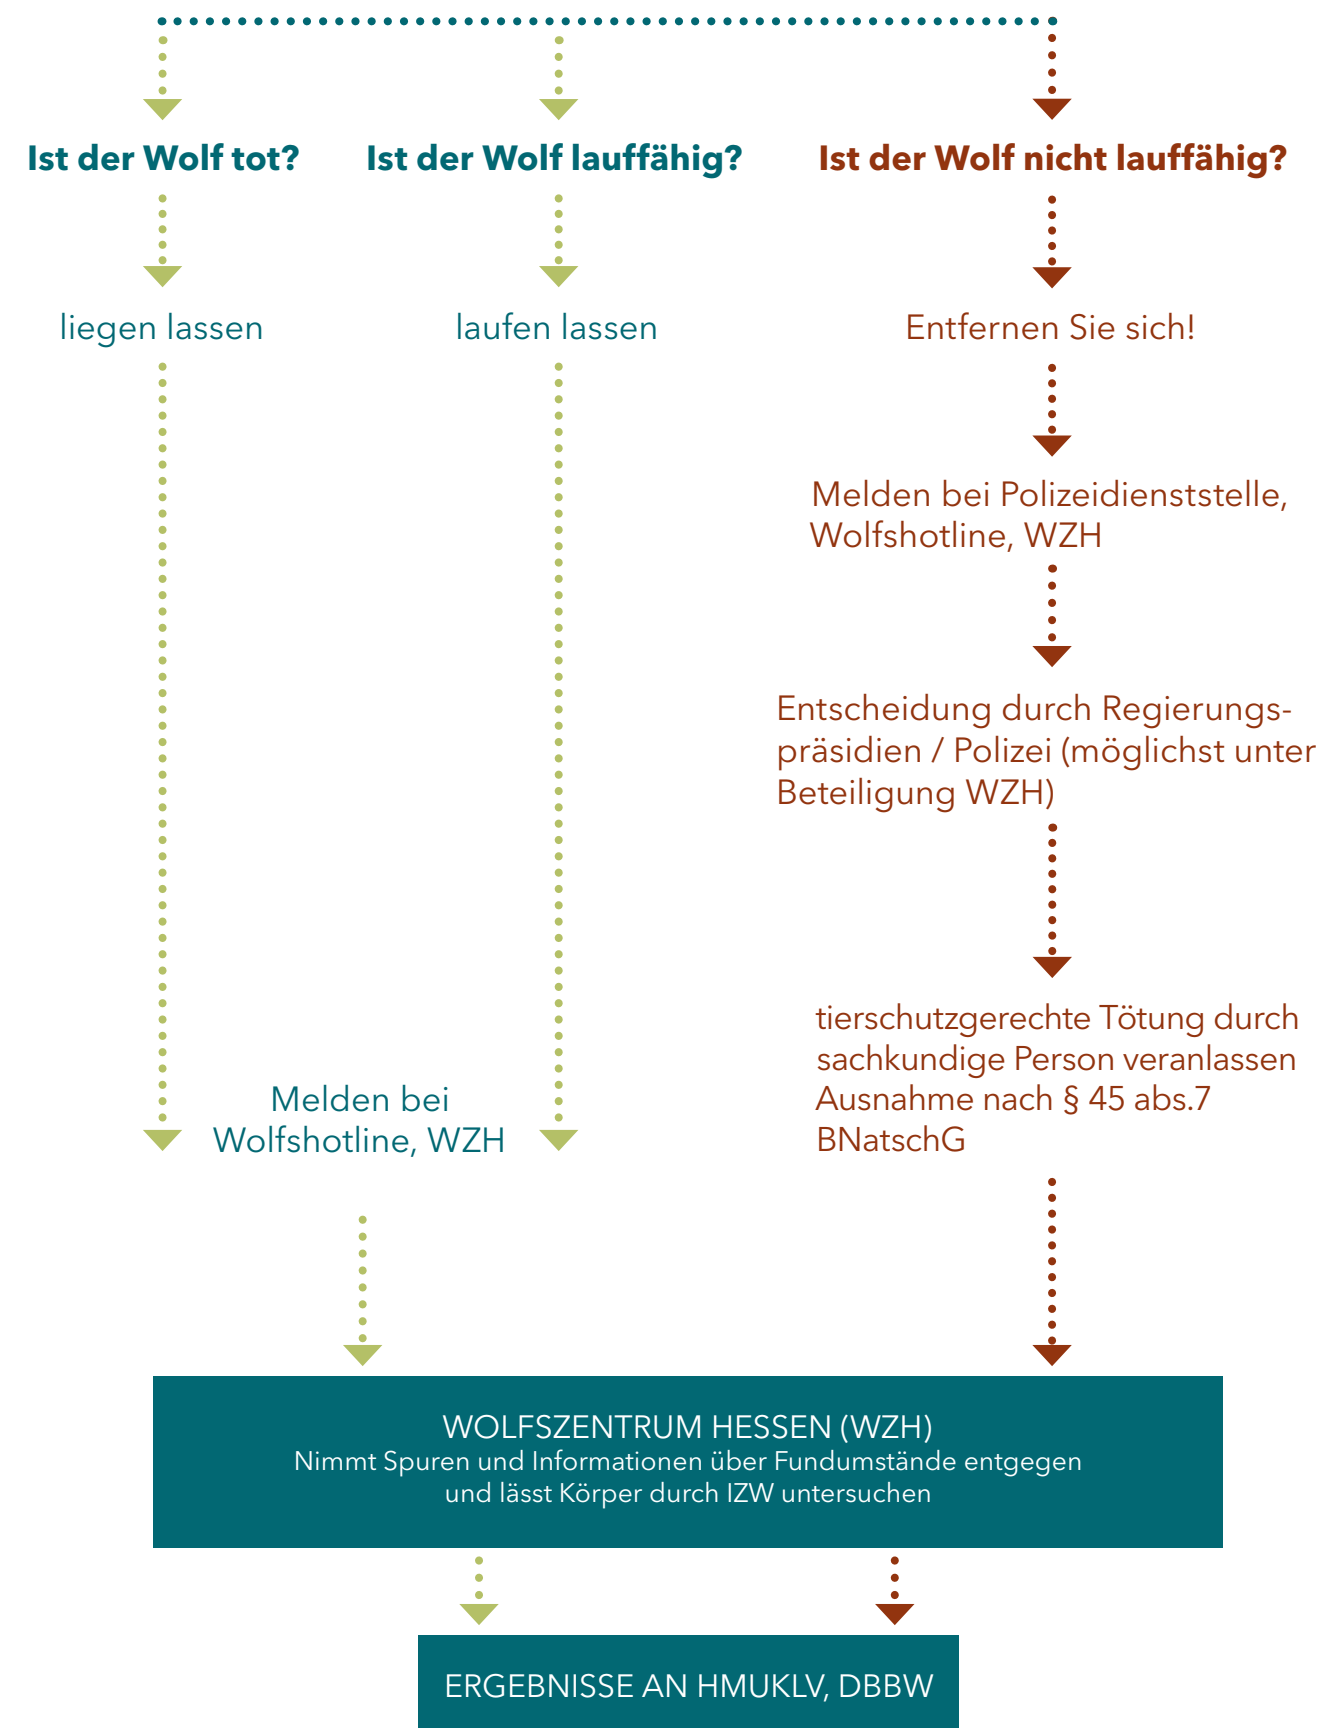 Ist der Wolf tot?
Ist der Wolf lauffähig?
Ist der Wolf nicht lauffähig?
liegen lassen
laufen lassen
Entfernen Sie sich!
Melden bei Polizeidienststelle,
Wolfshotline, WZH
Entscheidung durch Regierungs-
präsidien / Polizei (möglichst unter
Beteiligung WZH)
tierschutzgerechte Tötung durch
sachkundige Person veranlassen
Ausnahme nach § 45 abs.7
BNatschG
Melden bei
Wolfshotline, WZH
WOLFSZENTRUM HESSEN (WZH)
Nimmt Spuren und Informationen über Fundumstände entgegen
und lässt Körper durch IZW untersuchen
ERGEBNISSE AN HMUKLV, DBBW